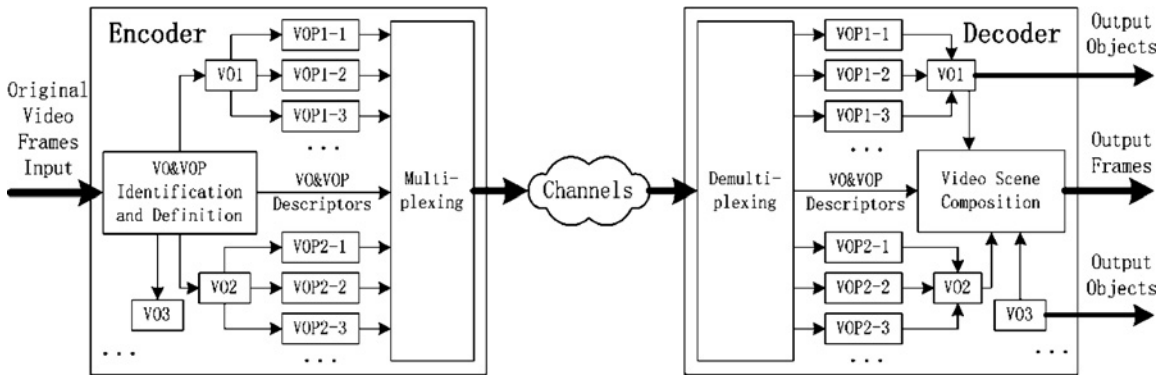 Encoder
Original
Video
Frames
Input
VO1
VOP1-1
VOP1-2
VOP1-3
...
VO&VOP
Identification
and Definition
VO&VOP
Descriptors
VO2
VOP2-1
VOP2-2
VOP2-3
...
VO3
...
Multi-
plexing
Channels
Demulti-
plexing
Decoder
VOP1-1
VOP1-2
VOP1-3
...
VO1
VO&VOP
Descriptors
Video Scene
Composition
VOP2-1
VOP2-2
VOP2-3
...
VO2
VO3
...
Output
Objects
Output
Frames
Output
Objects